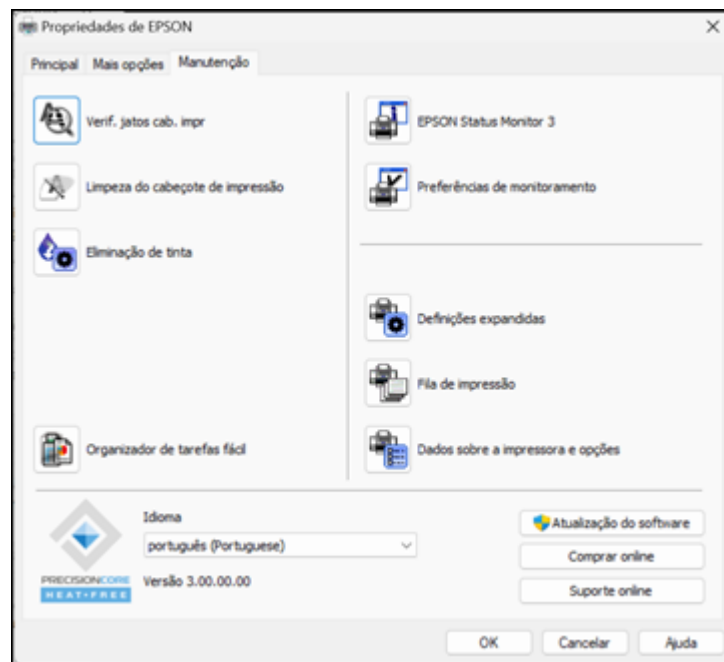 Propriedades de EPSON
Principal Mais opções Manutenção
Verif. jatos cab. impr
Limpeza do cabeçote de impressão
Eliminação de tinta
Organizador de tarefas fácil
EPSON Status Monitor 3
Preferências de monitoramento
Definições expandidas
Fila de impressão
Dados sobre a impressora e opções
PRECISIONCORE
HEAT-FREE
Idioma
português (Portuguese)
Versão 3.00.00.00
Atualização do software
Comprar online
Suporte online
OK Cancelar Ajuda